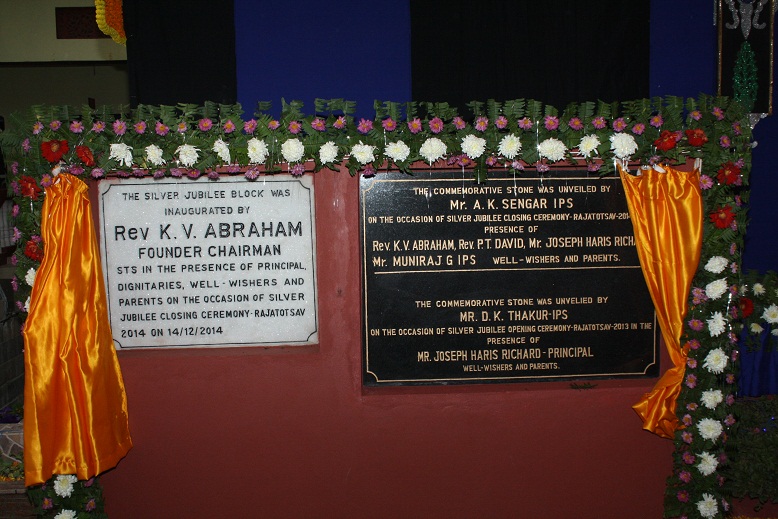 THE SILVER JUBILEE BLOCK WAS
INAUGURATED BY
Rev K. V. ABRAHAM
FOUNDER CHAIRMAN
STS IN THE PRESENCE OF PRINCIPAL,
DIGNITARIES, WELL-WISHERS AND
PARENTS ON THE OCCASION OF SILVER
JUBILEE CLOSING CEREMONY-RAJATOTSAV
2014 ON 14/12/2014
THE COMMEMORATIVE STONE WAS UNVEILED BY
Mr. A. K. SENGAR IPS
ON THE OCCASION OF SILVER JUBILEE CLOSING CEREMONY-RAJATOTSAV-201
PRESENCE OF
Rev. K.V. ABRAHAM, Rev. P.T. DAVID, Mr. JOSEPH HARIS RICHA
Mr. MUNIRAJ G IPS WELL-WISHERS AND PARENTS.
THE COMMEMORATIVE STONE WAS UNVLIED BY
MR. D. K. THAKUR-IPS
ON THE OCCASION OF SILVER JUBILEE OPENING CEREMONY-RAJATOTSAV-2013 IN THE
PRESENCE OF
MR. JOSEPH HARIS RICHARD-PRINCIPAL
WELL-WISHERS AND PARENTS.